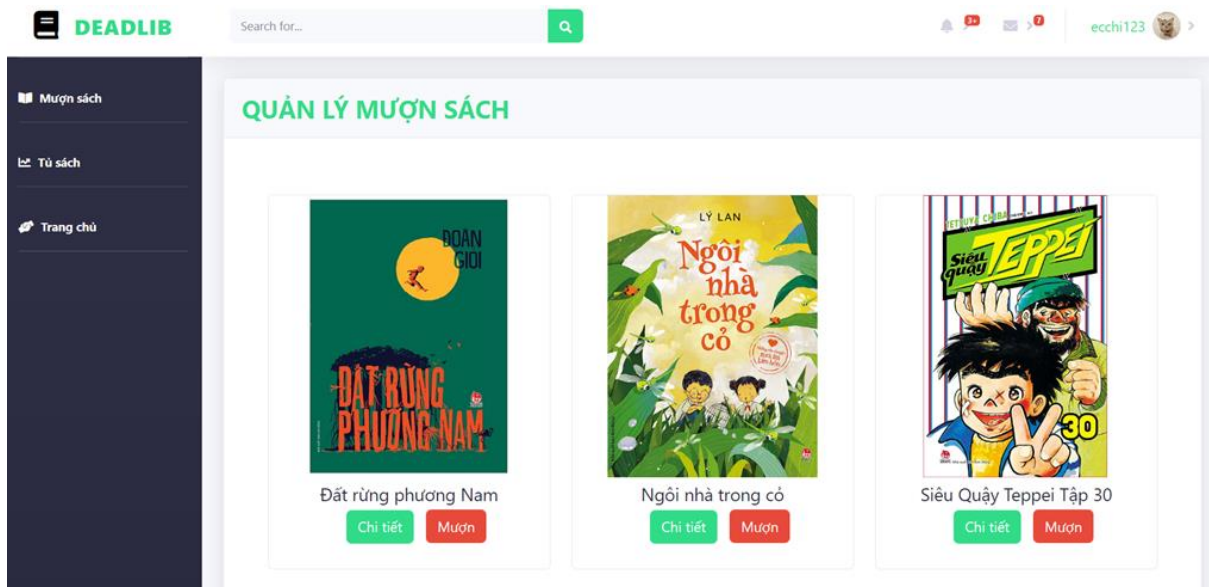 DEADLIB
Search for...
3+
7
ecchi123
Mượn sách
Tủ sách
Trang chủ
QUẢN LÝ MƯỢN SÁCH
ĐOÀN
GIỎI
ĐẤT RỪNG
PHƯƠNG NAM
Đất rừng phương Nam
Chi tiết
Mượn
LÝ LAN
Ngôi
nhà
trong
cỏ
Ngôi nhà trong cỏ
Chi tiết
Mượn
TETSUYA CHIBA
Siêu
quậy
TEPPEI
30
Siêu Quậy Teppei Tập 30
Chi tiết
Mượn